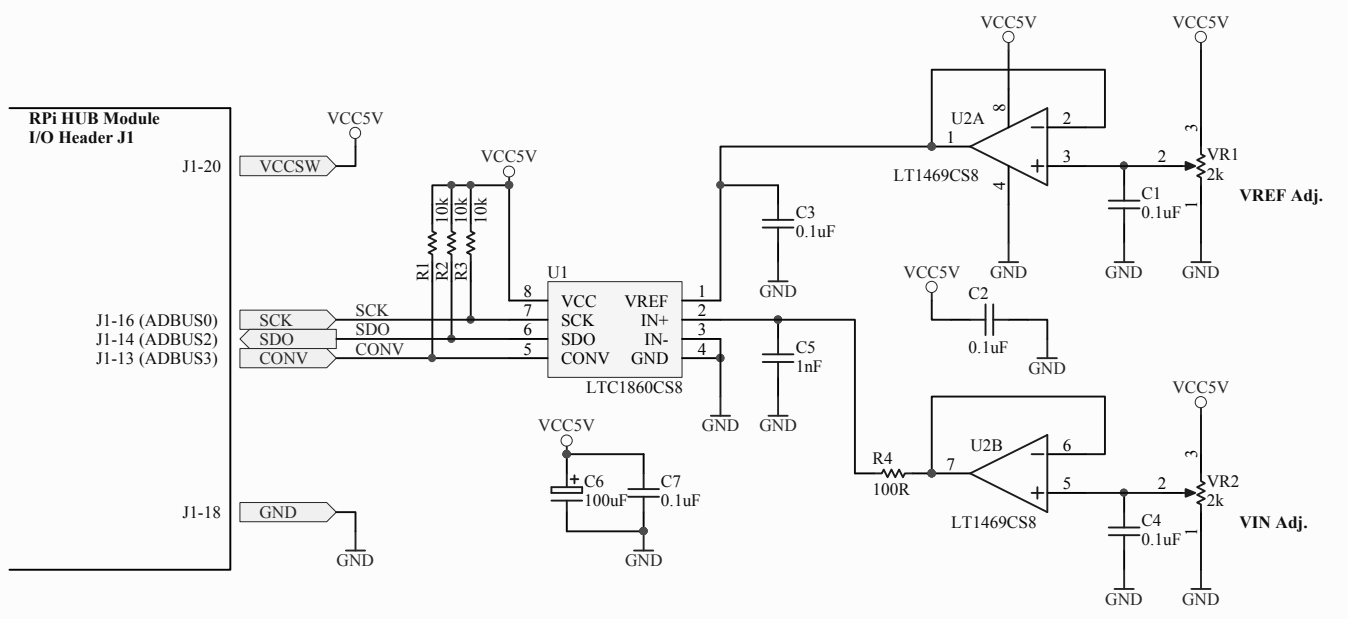 RPi HUB Module
I/O Header J1
J1-20
VCCSW
VCC5V
J1-16 (ADBUS0)
SCK
SCK
J1-14 (ADBUS2)
SDO
SDO
J1-13 (ADBUS3)
CONV
CONV
J1-18
GND
GND
VCC5V
10k
10k
10k
R1
R2
R3
U1
8
VCC
VREF
1
7
SCK
IN+
2
6
SDO
IN-
3
5
CONV
GND
4
LTC1860CS8
GND
VCC5V
+
C6
100uF
C7
0.1uF
GND
C3
0.1uF
GND
C5
1nF
GND
VCC5V
8
U2A
1
2
3
4
LT1469CS8
GND
C1
0.1uF
GND
VCC5V
3
2
VR1
2k
1
VREF Adj.
GND
VCC5V
C2
0.1uF
GND
R4
100R
U2B
7
6
5
LT1469CS8
C4
0.1uF
GND
VCC5V
3
2
VR2
2k
1
VIN Adj.
GND